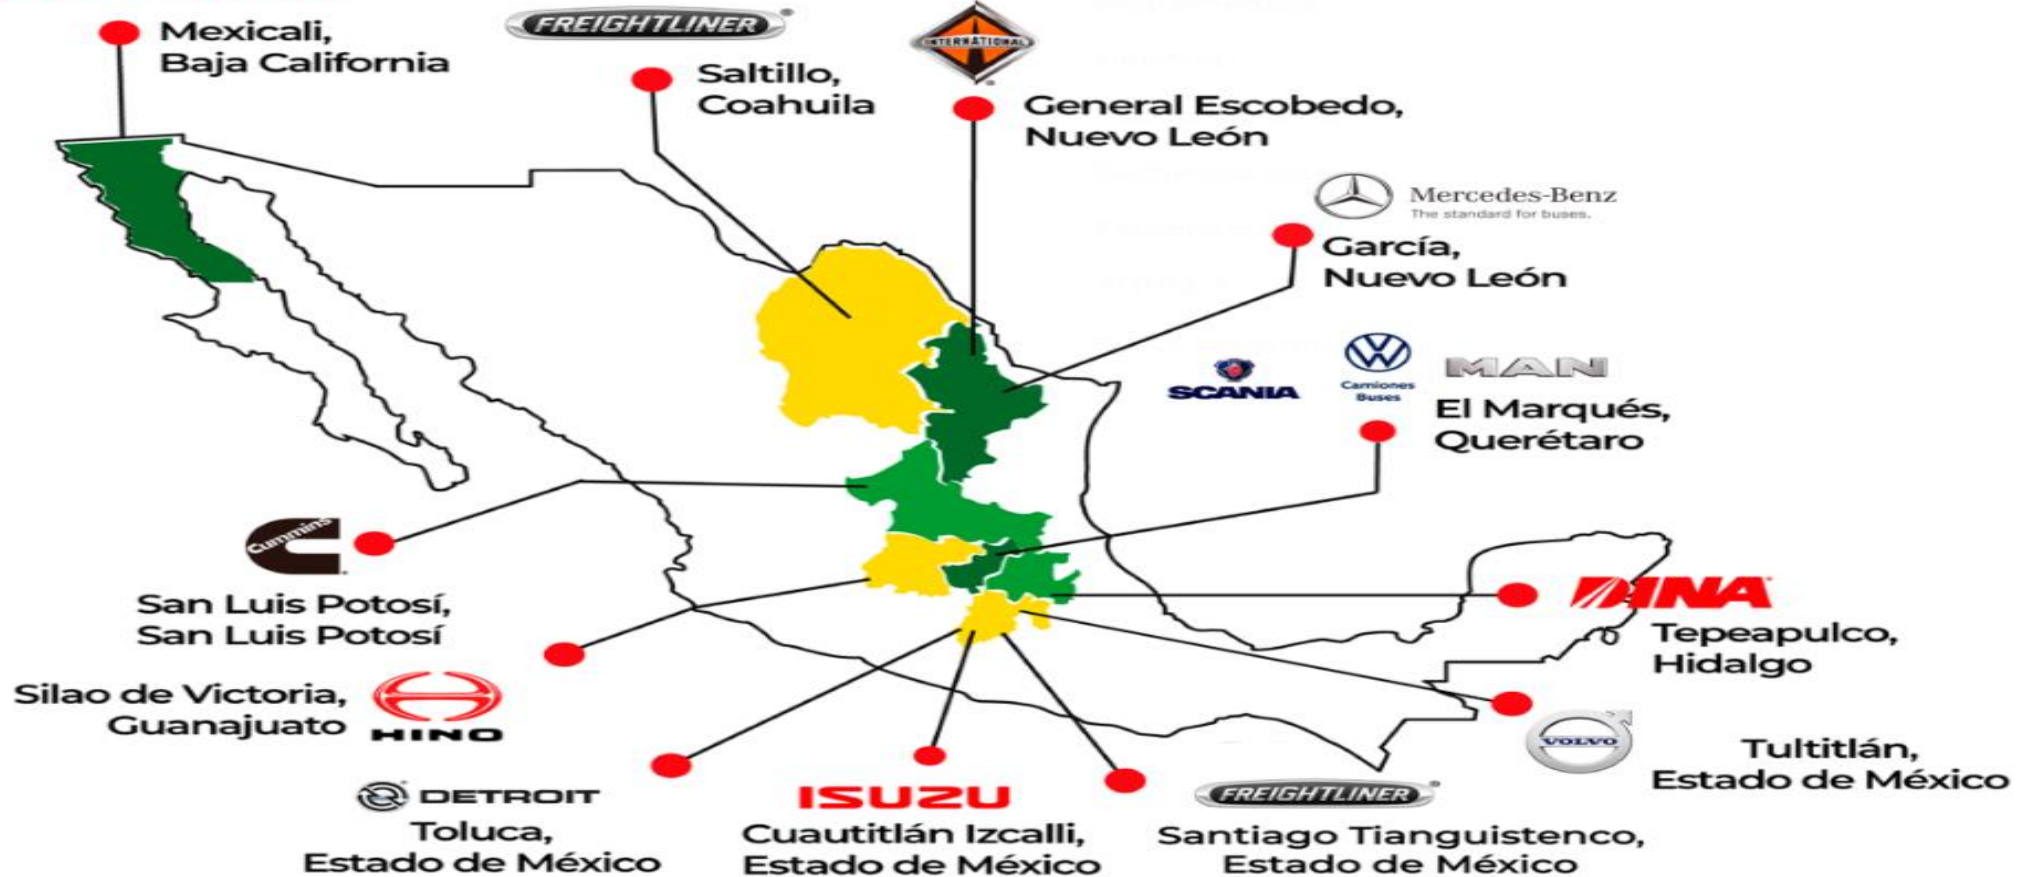 Mexicali,
Baja California
FREIGHTLINER
Saltillo,
Coahuila
INTERNATIONAL
General Escobedo,
Nuevo León
Mercedes-Benz
The standard for buses.
García,
Nuevo León
SCANIA
Camiones
Buses
MAN
El Marqués,
Querétaro
Cummins
San Luis Potosí,
San Luis Potosí
DINA
Tepeapulco,
Hidalgo
Silao de Victoria,
Guanajuato
HINO
VOLVO
Tultitlán,
Estado de México
DETROIT
Toluca,
Estado de México
ISUZU
Cuautitlán Izcalli,
Estado de México
FREIGHTLINER
Santiago Tianguistenco,
Estado de México